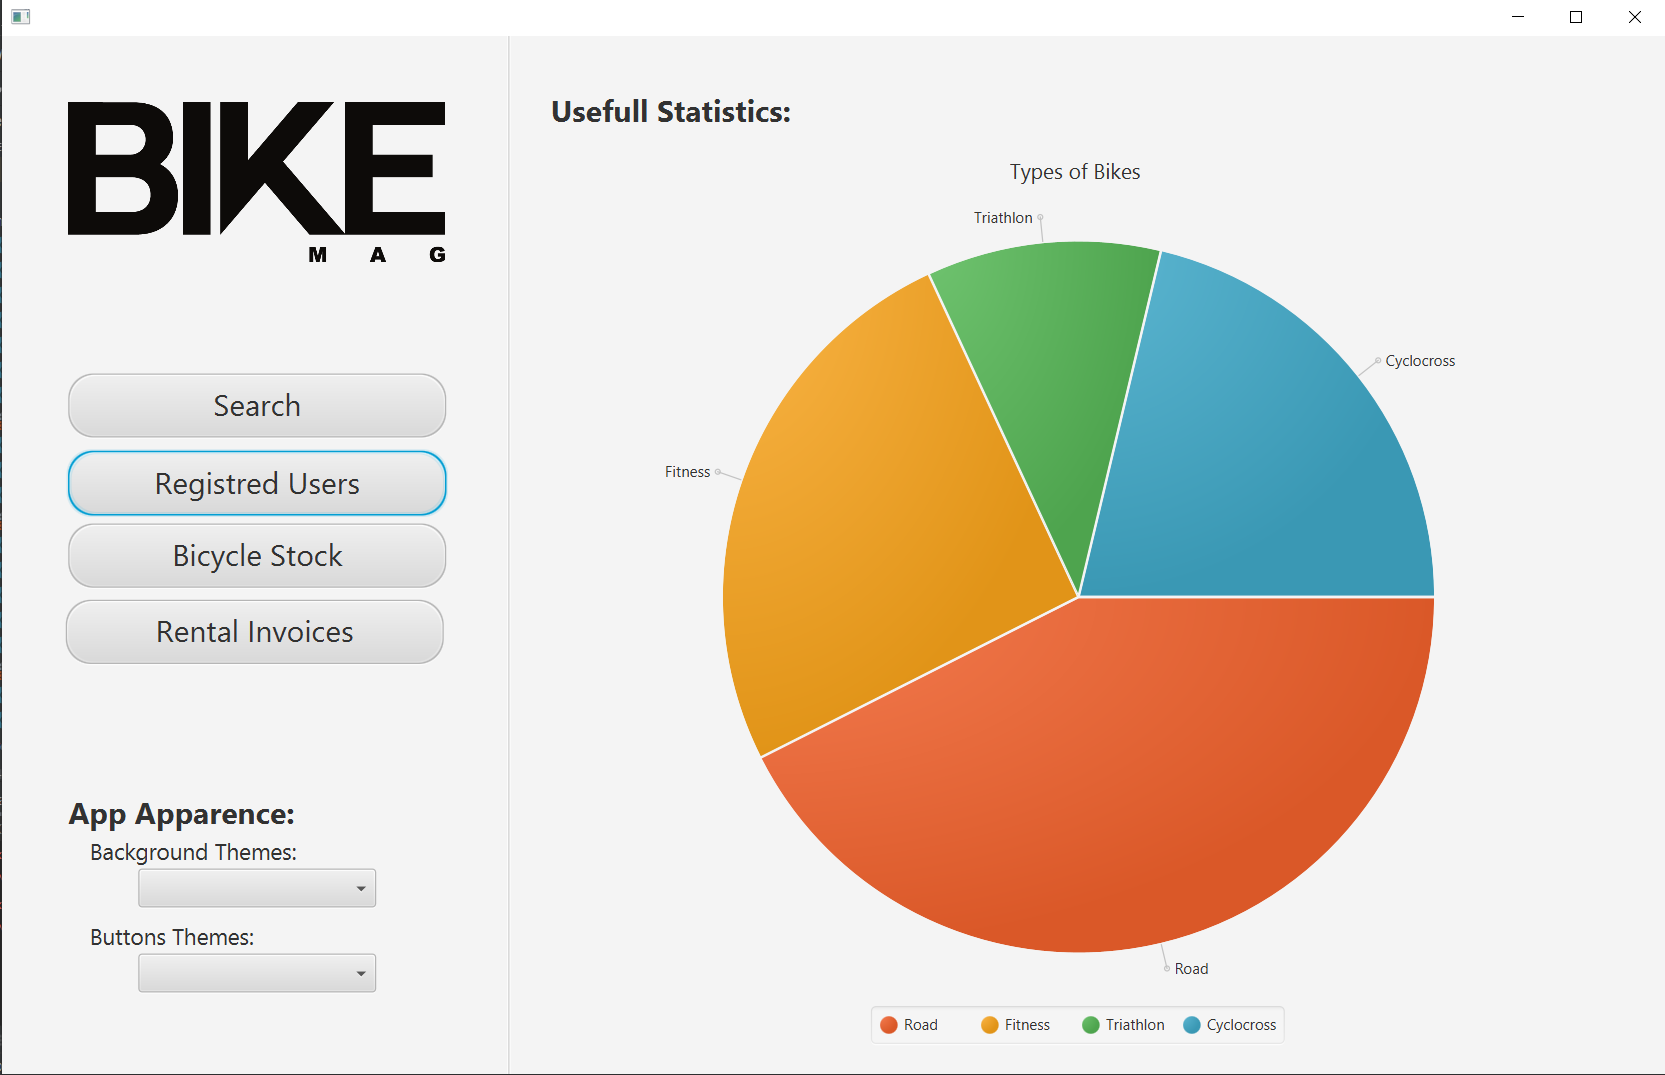 BIKE
M A G
Search
Registred Users
Bicycle Stock
Rental Invoices
App Apparence:
Background Themes:
Buttons Themes:
Usefull Statistics:
Types of Bikes
Triathlon
Cyclocross
Fitness
Road
Road Fitness Triathlon Cyclocross